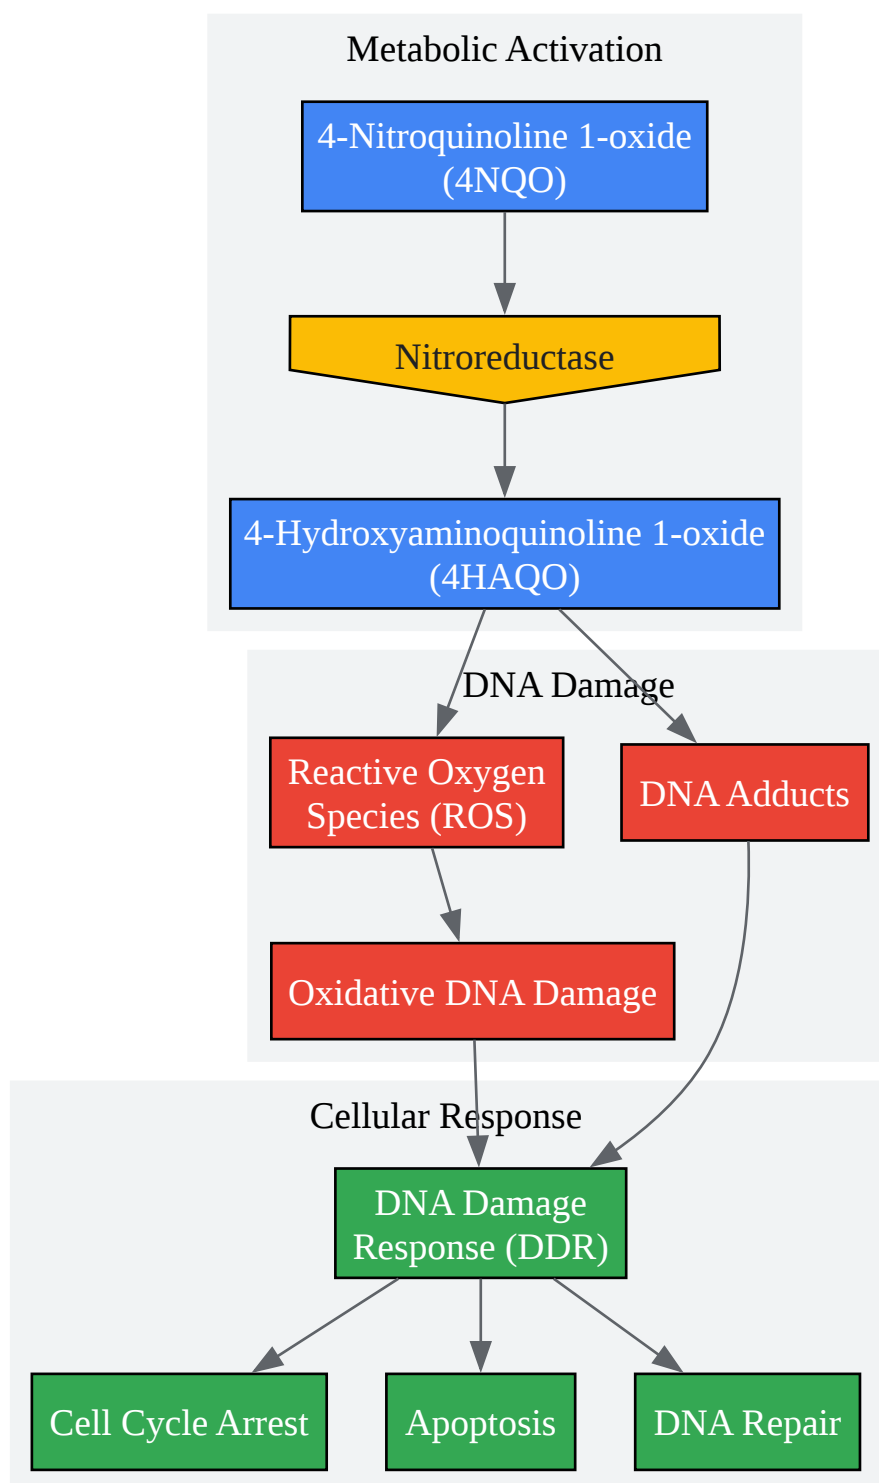 Metabolic Activation
4-Nitroquinoline 1-oxide
(4NQO)
Nitroreductase
4-Hydroxyaminoquinoline 1-oxide
(4HAQO)
DNA Damage
Reactive Oxygen
Species (ROS)
DNA Adducts
Oxidative DNA Damage
Cellular Response
DNA Damage
Response (DDR)
Cell Cycle Arrest
Apoptosis
DNA Repair